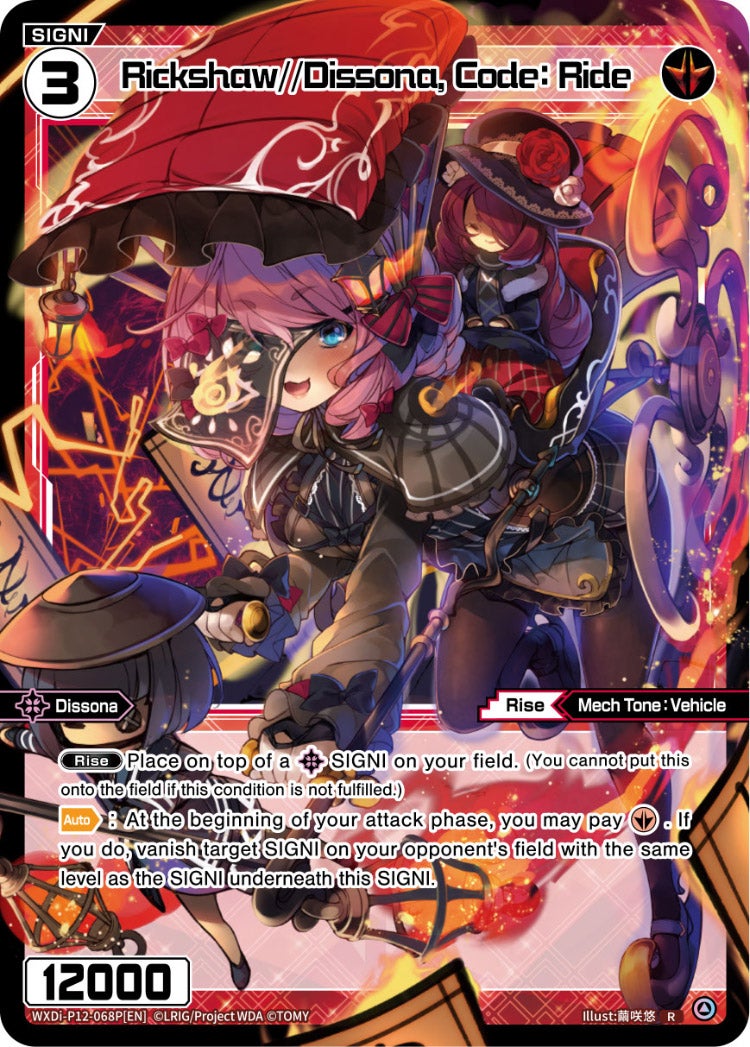 SIGNI
3 Rickshaw//Dissona, Code: Ride
Dissona
Rise Mech Tone:Vehicle
Rise Place on top of a SIGNI on your field. (You cannot put this
onto the field if this condition is not fulfilled.)
Auto : At the beginning of your attack phase, you may pay . If
you do, vanish target SIGNI on your opponent's field with the same
level as the SIGNI underneath this SIGNI.
12000
WXDi-P12-068P[EN] ©LRIG/Project WDA ©TOMY
Illust:繭咲悠 R